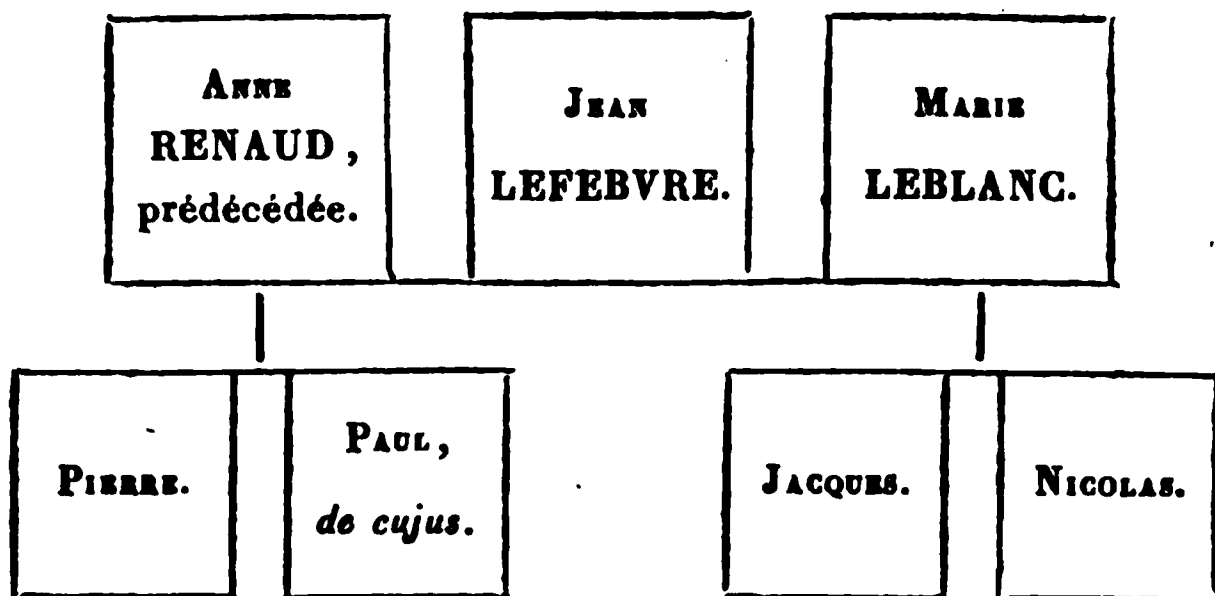 ANNE
RENAUD,
prédécédée.
JEAN
LEFEBVRE.
MARIE
LEBLANC.
PIERRE.
PAUL,
de cujus.
JACQUES.
NICOLAS.